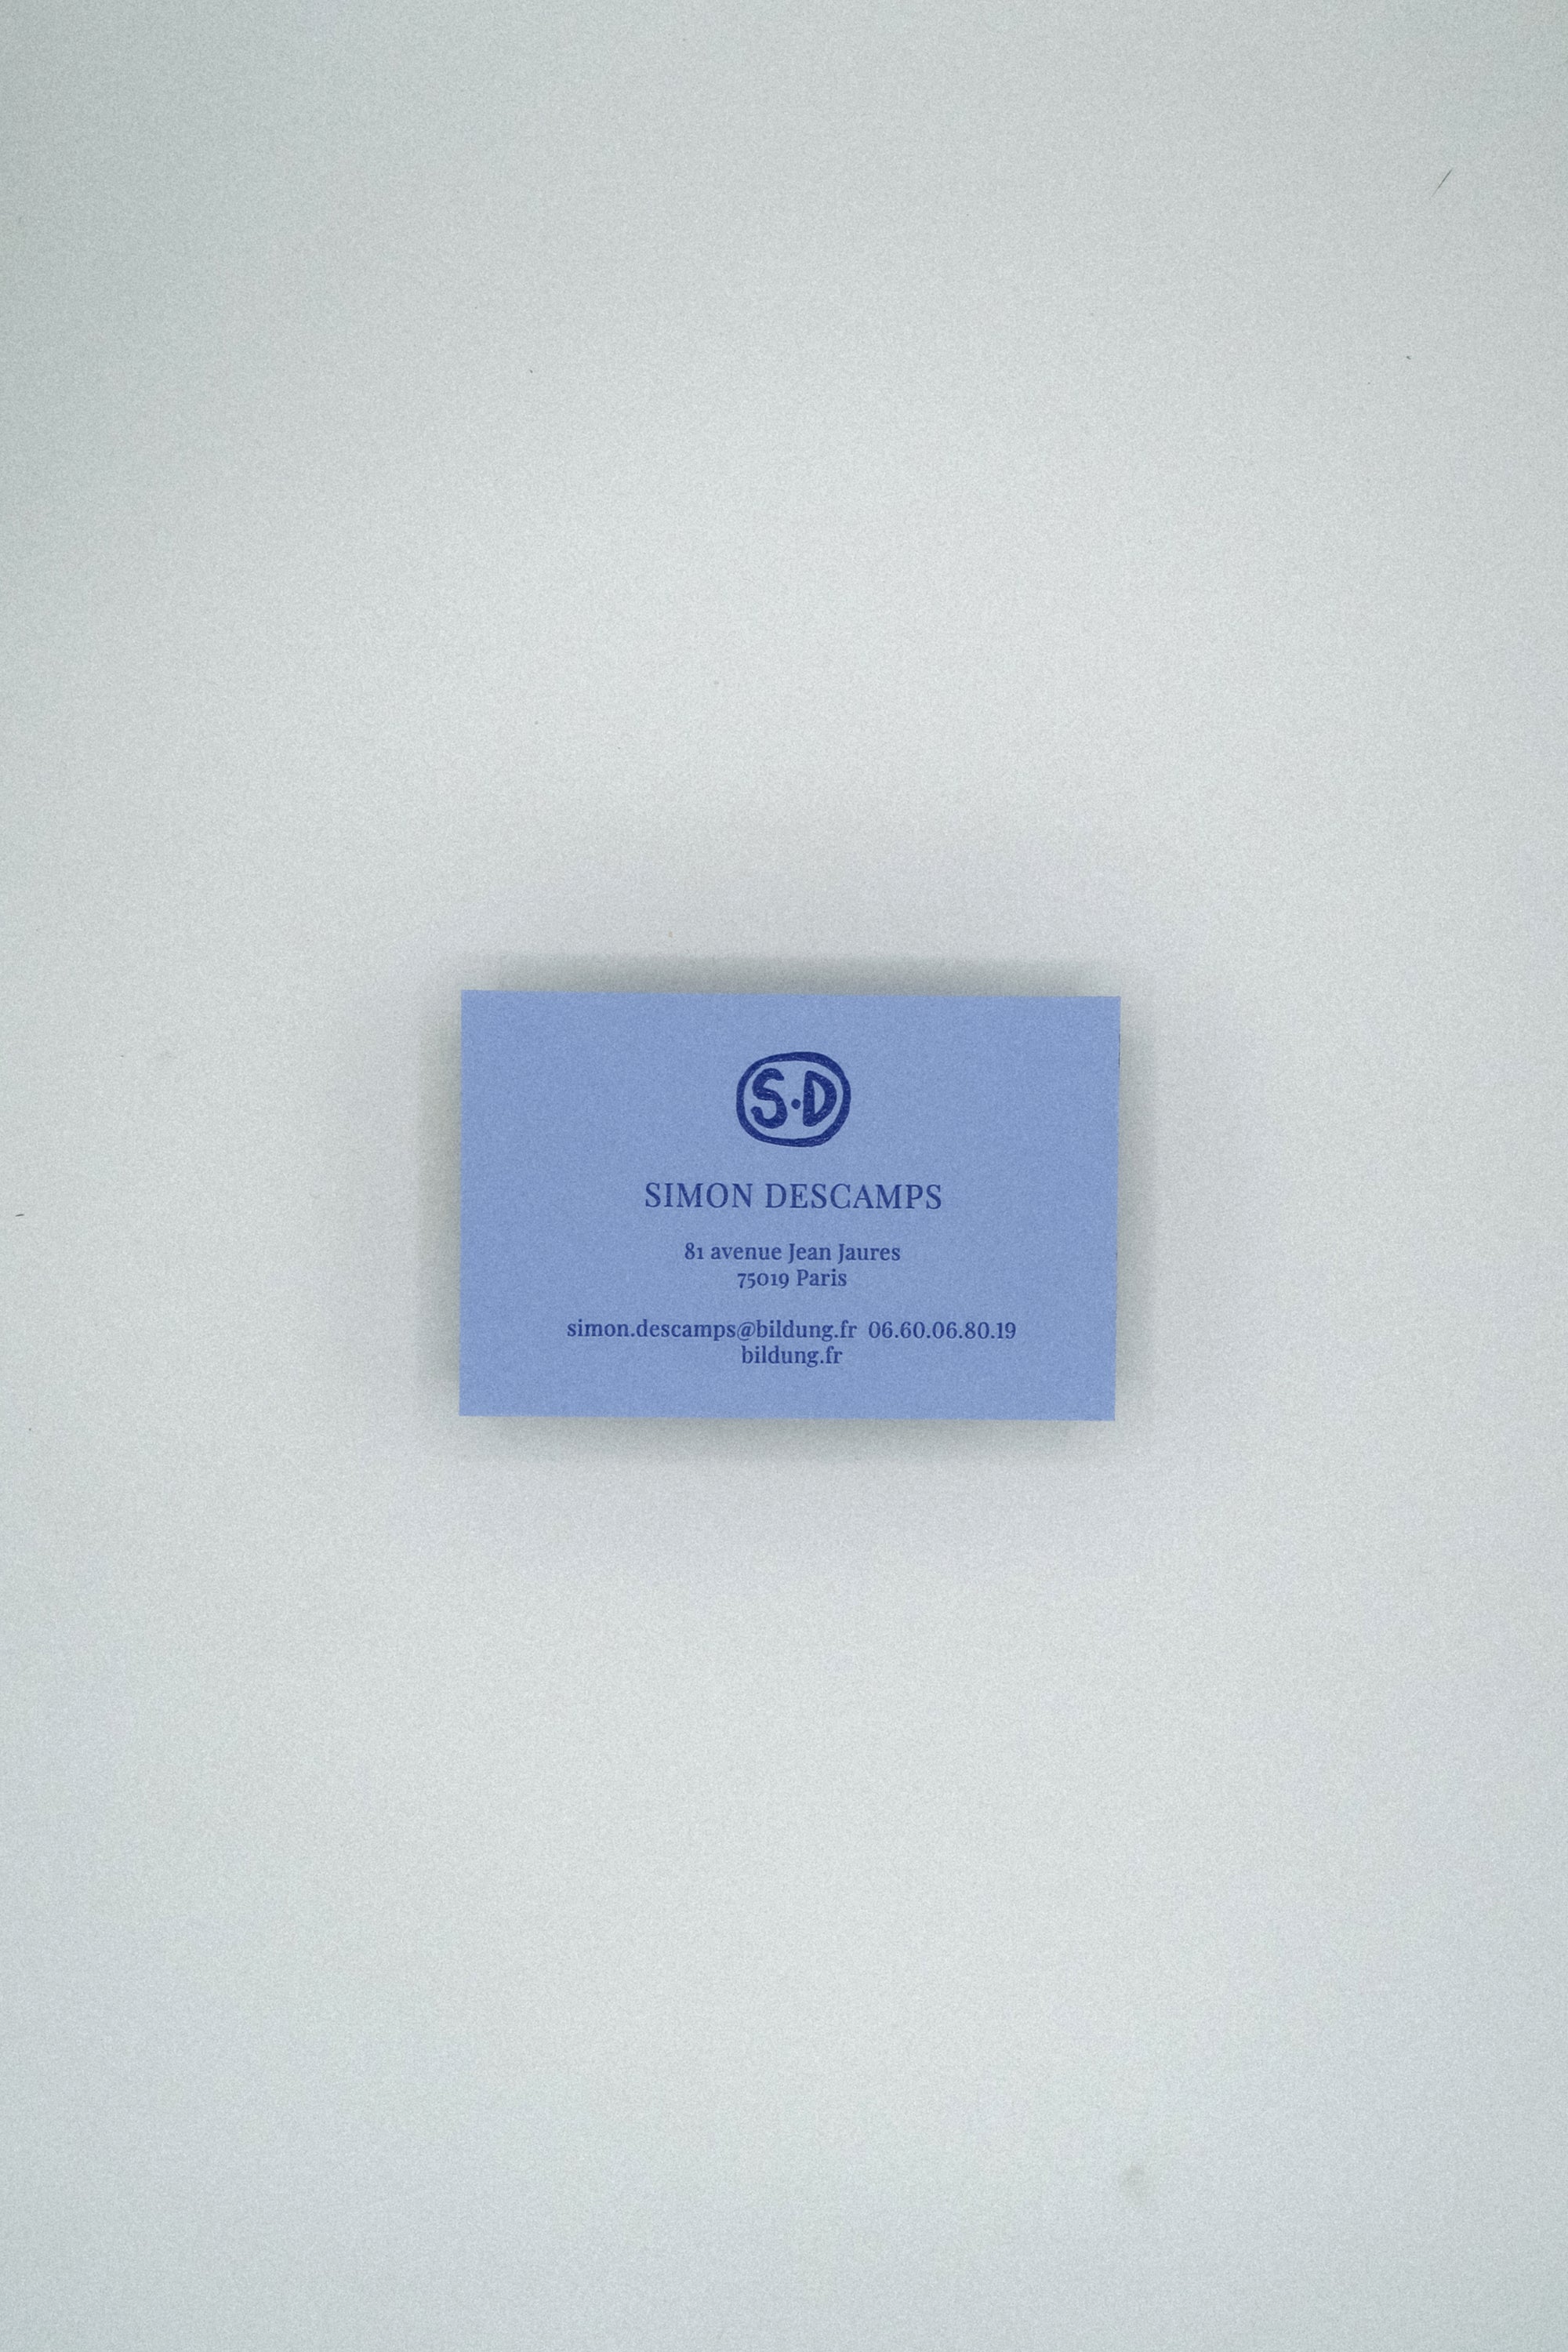 S·D
SIMON DESCAMPS
81 avenue Jean Jaures
75019 Paris
simon.descamps@bildung.fr 06.60.06.80.19
bildung.fr